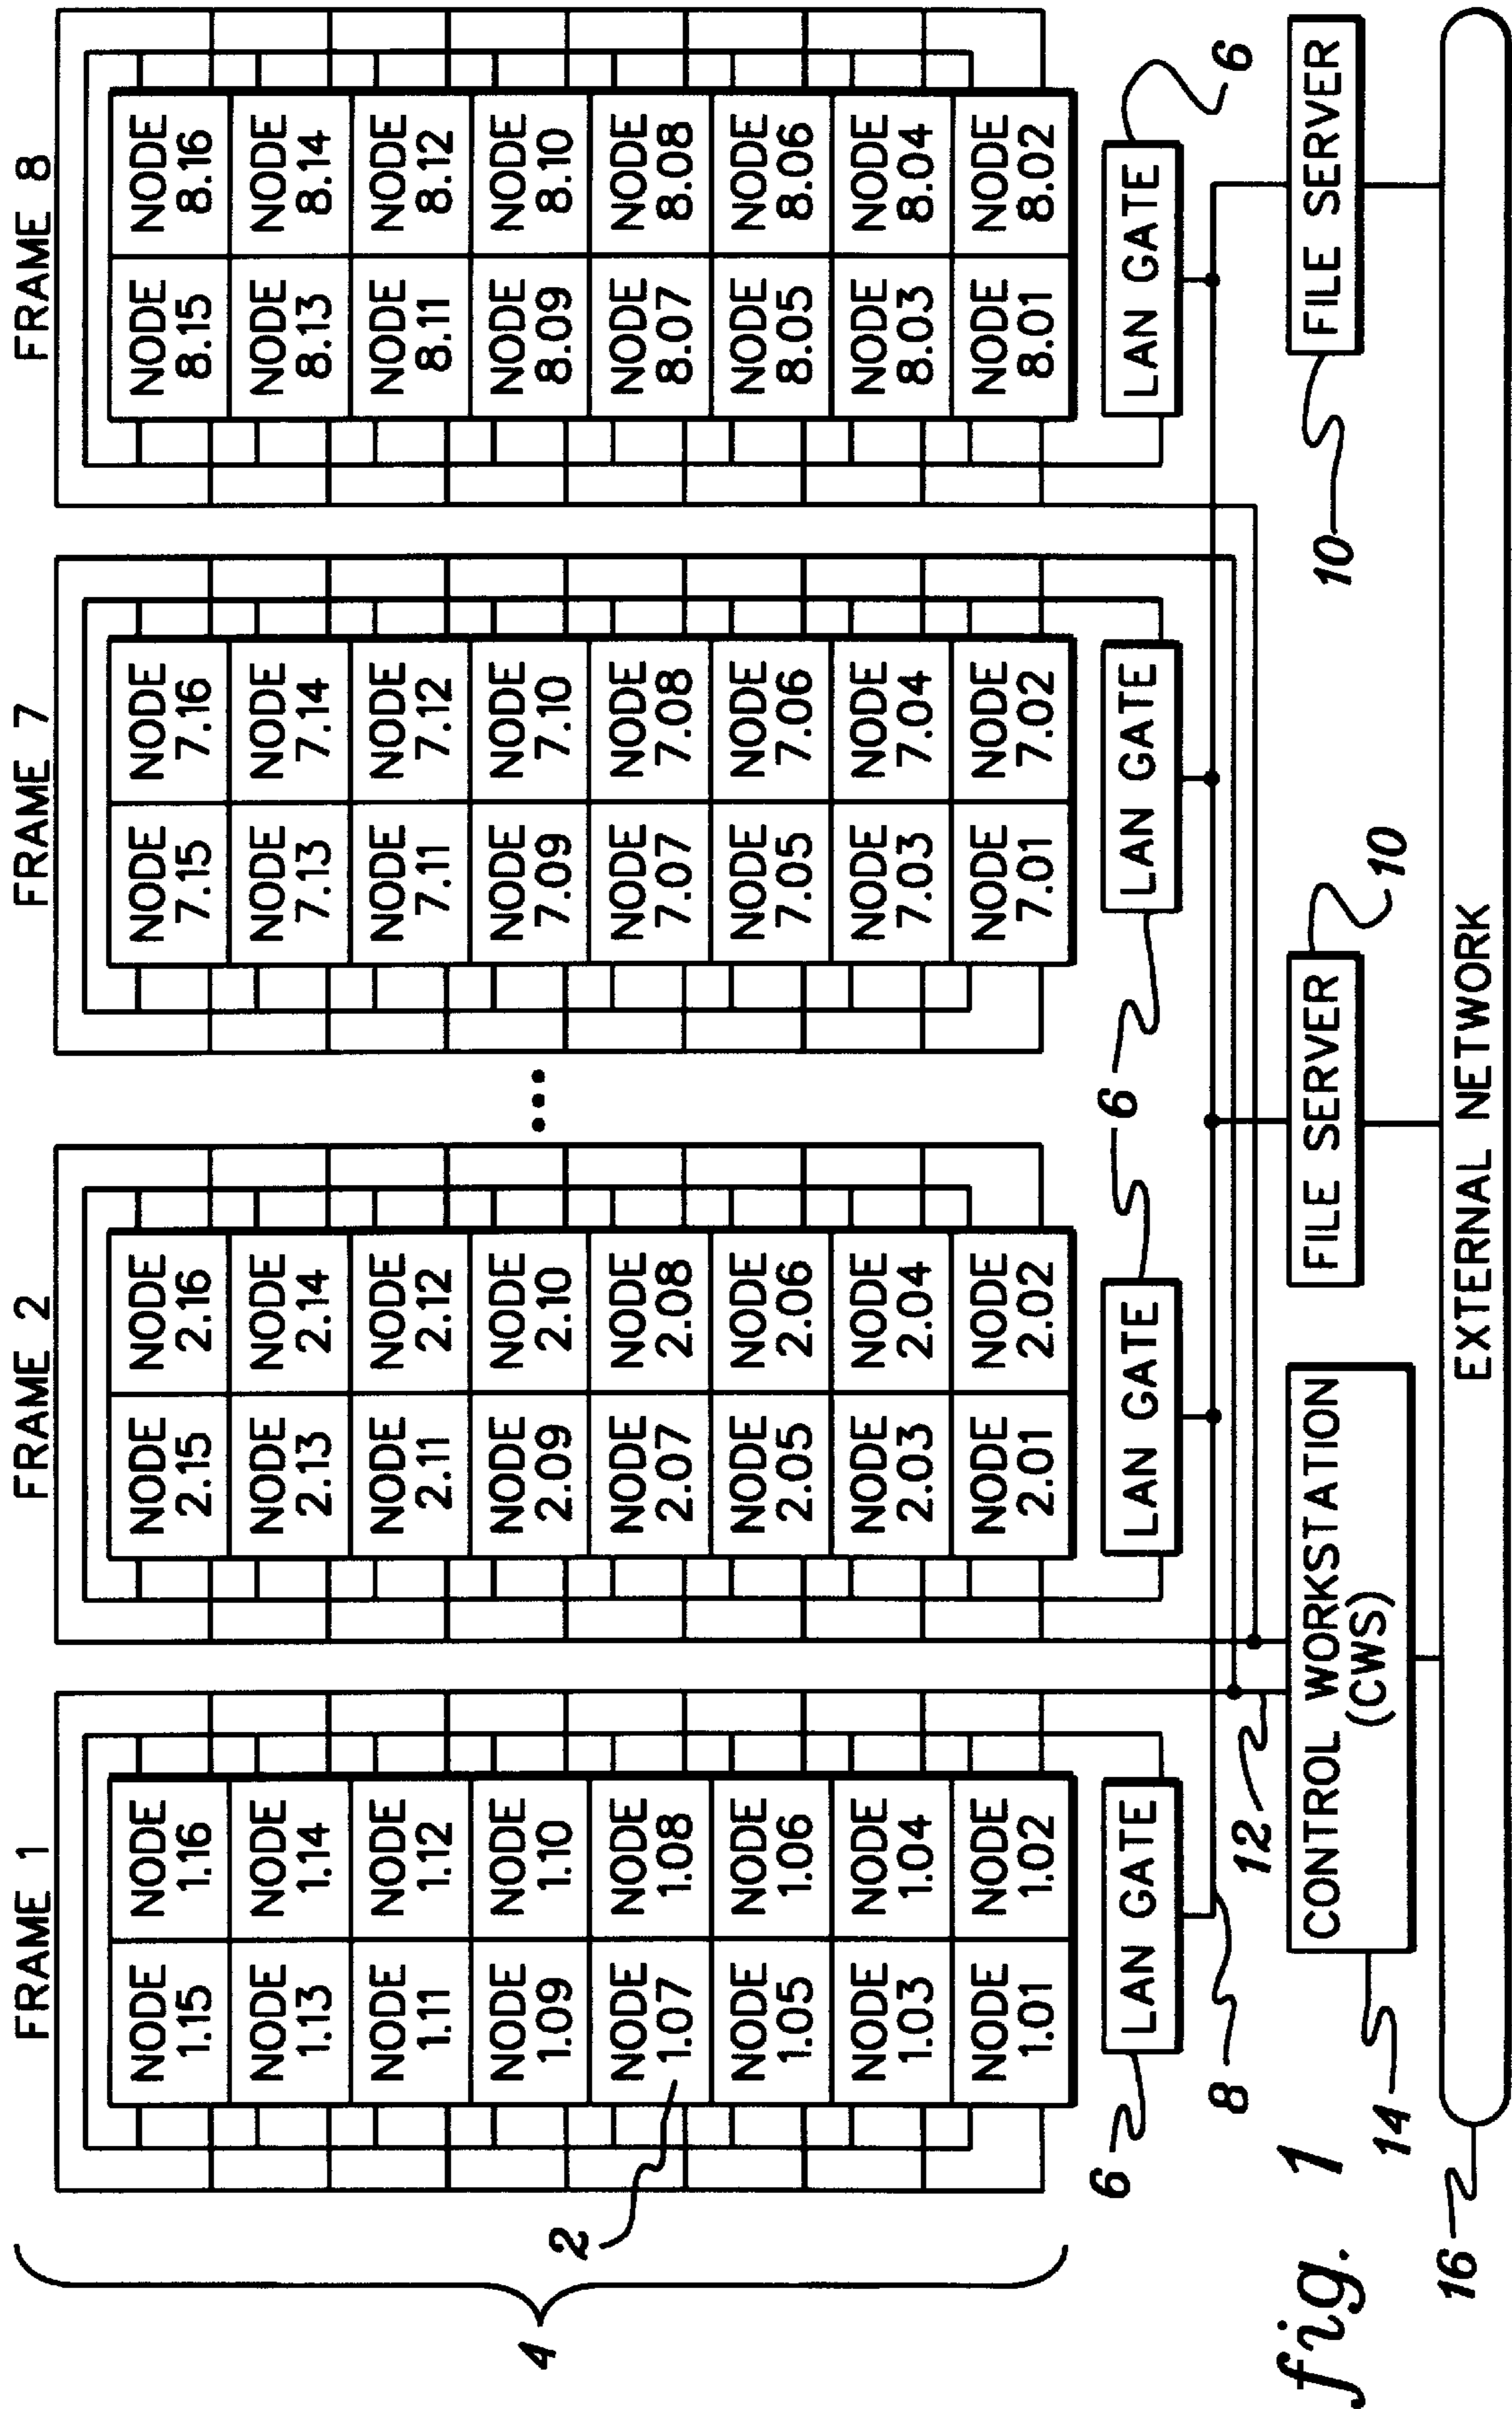 FRAME 1
NODE 1.15
NODE 1.16
NODE 1.13
NODE 1.14
NODE 1.11
NODE 1.12
NODE 1.09
NODE 1.10
NODE 1.07
NODE 1.08
NODE 1.05
NODE 1.06
NODE 1.03
NODE 1.04
NODE 1.01
NODE 1.02
FRAME 2
NODE 2.15
NODE 2.16
NODE 2.13
NODE 2.14
NODE 2.11
NODE 2.12
NODE 2.09
NODE 2.10
NODE 2.07
NODE 2.08
NODE 2.05
NODE 2.06
NODE 2.03
NODE 2.04
NODE 2.01
NODE 2.02
...
FRAME 7
NODE 7.15
NODE 7.16
NODE 7.13
NODE 7.14
NODE 7.11
NODE 7.12
NODE 7.09
NODE 7.10
NODE 7.07
NODE 7.08
NODE 7.05
NODE 7.06
NODE 7.03
NODE 7.04
NODE 7.01
NODE 7.02
FRAME 8
NODE 8.15
NODE 8.16
NODE 8.13
NODE 8.14
NODE 8.11
NODE 8.12
NODE 8.09
NODE 8.10
NODE 8.07
NODE 8.08
NODE 8.05
NODE 8.06
NODE 8.03
NODE 8.04
NODE 8.01
NODE 8.02
4
2
6
LAN GATE
LAN GATE
6
6
LAN GATE
LAN GATE
6
8
12
CONTROL WORKSTATION
(CWS)
14
FILE SERVER
10
10
FILE SERVER
EXTERNAL NETWORK
16
fig. 1